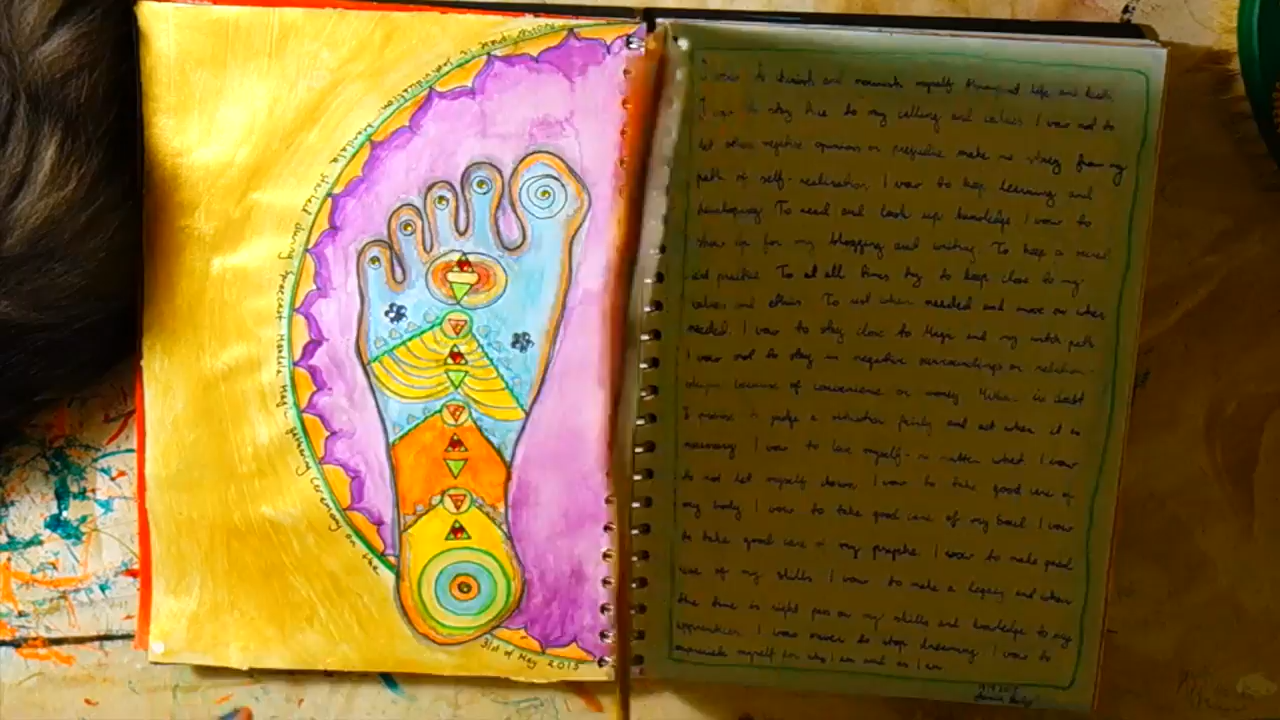 mandala started during
gathering ceremony on the
31st of May 2015
I vow to cherish and nourish myself throughout life and death.
I vow to stay true to my calling and values. I vow not to
let others negative opinions or prejudice make me stray from my
path of self-realisation. I vow to keep learning and
developing. To read and look up knowledge. I vow to
show up for my blogging and writing. To keep a sacred
art practice. To at all times try to keep close to my
values and ethics. To rest when needed and move on when
needed. I vow to stay close to Magic and my path
I vow not to stay in negative surroundings or relation-
ships because of convenience or money. When in doubt
I promise to judge a situation fairly and act when it is
necessary. I vow to love myself no matter what. I vow
to not let myself down. I vow to take good care of
my body. I vow to take good care of my Soul. I vow
to take good care of my psyche. I vow to make good
use of my skills. I vow to make a legacy and when
the time is right pass on my skills and knowledge to my
apprentices. I vow never to stop dreaming. I vow to
appreciate myself for who I am and as I am.